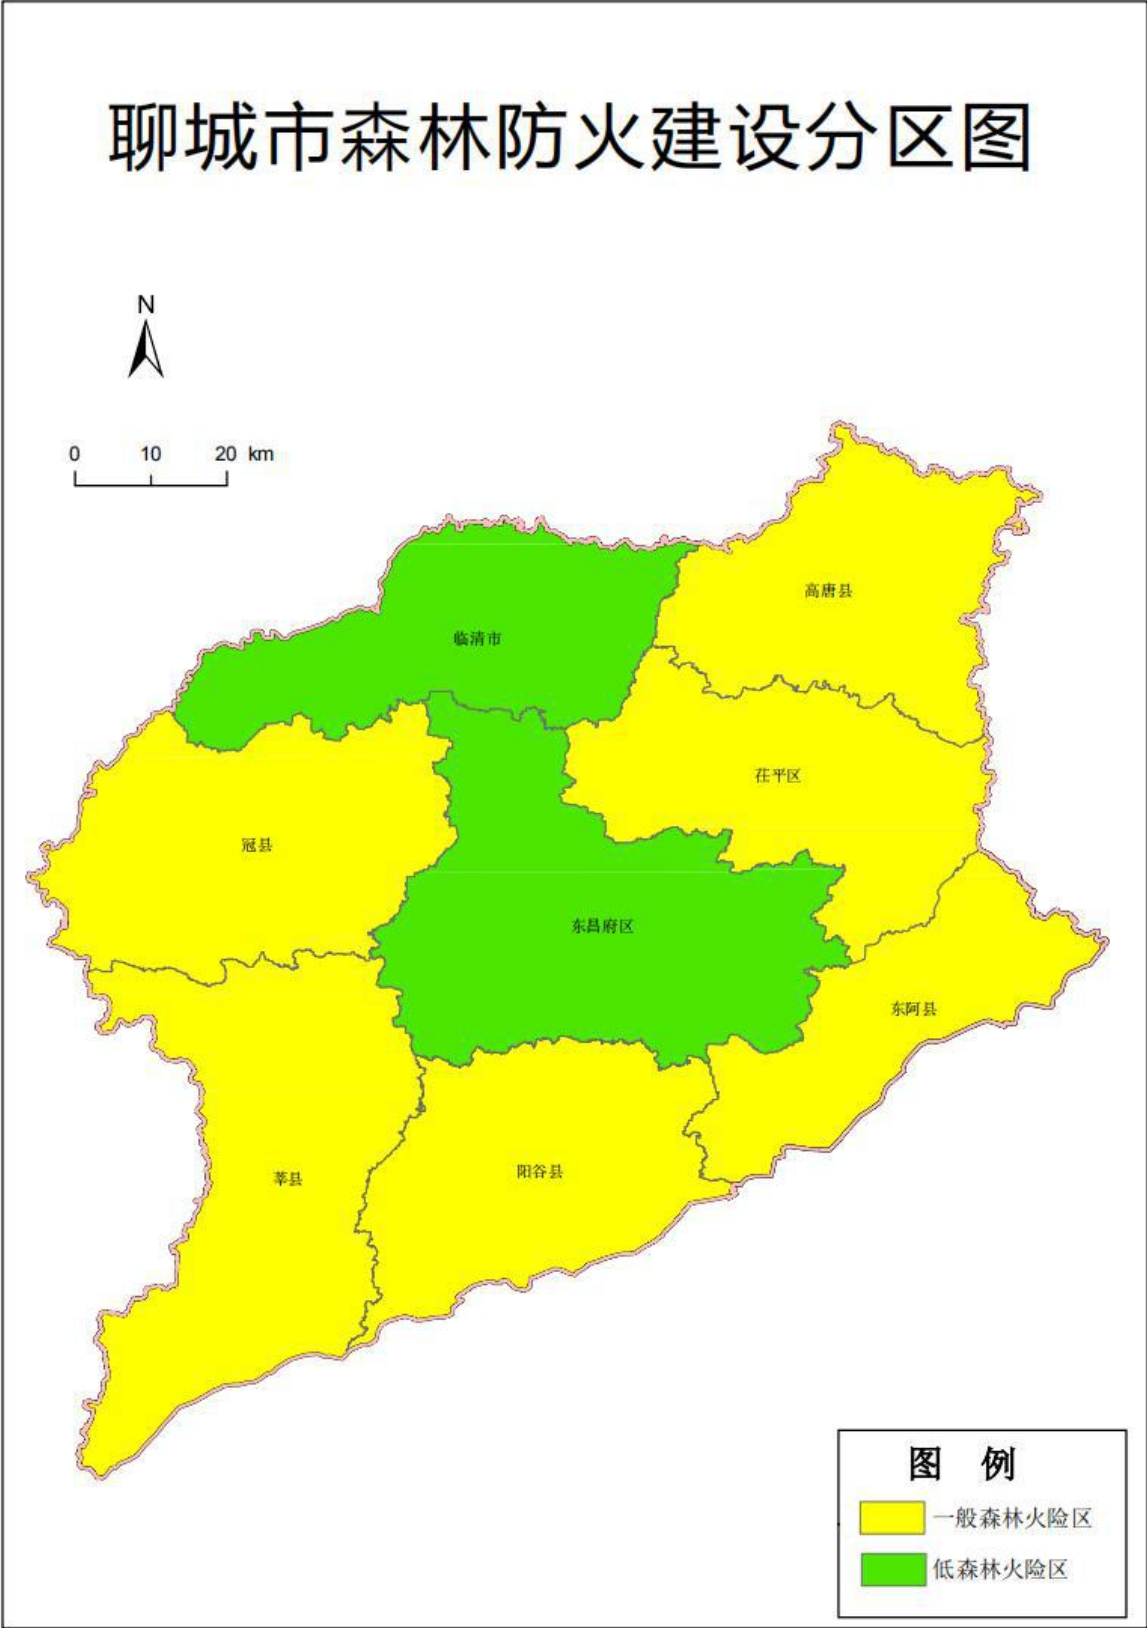 聊城市森林防火建设分区图
N
0 10 20 km
高唐县
临清市
茌平区
冠县
东昌府区
东阿县
阳谷县
莘县
图 例
一般森林火险区
低森林火险区